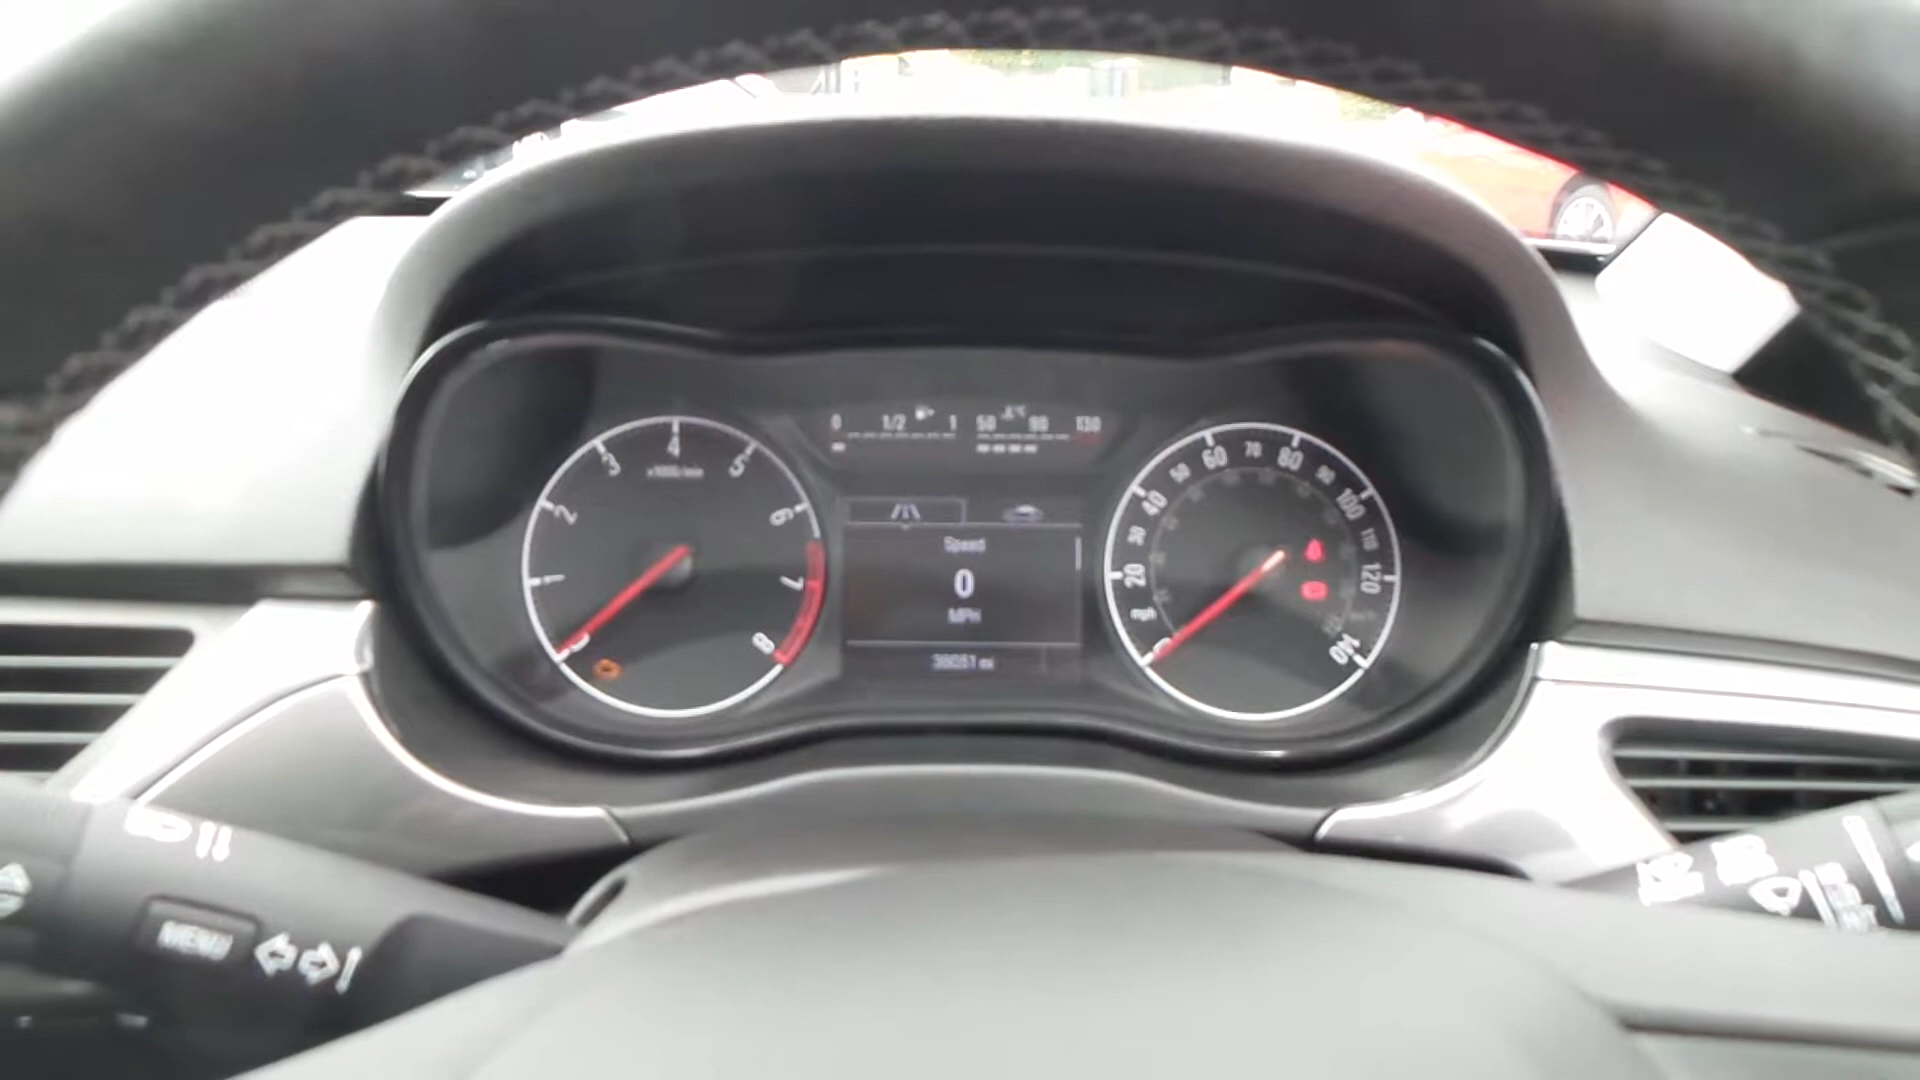 0 1/2 1 50 90 130
0 1 2 3 4 5 6 7 8
x1000/min
Speed
0
MPH
38051 mi
0 20 30 40 50 60 70 80 90 100 110 120 140
mph
MENU